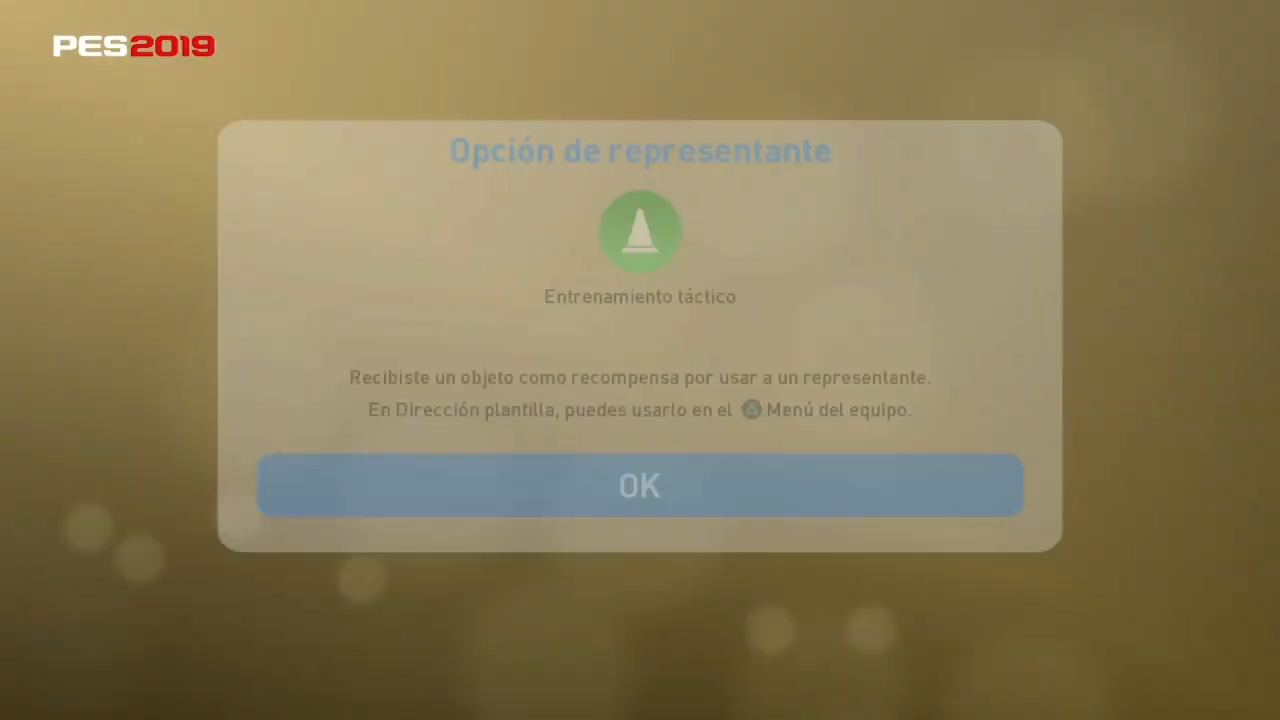 PES2019
Opción de representante
Entrenamiento táctico
Recibiste un objeto como recompensa por usar a un representante.
En Dirección plantilla, puedes usarlo en el Menú del equipo.
OK